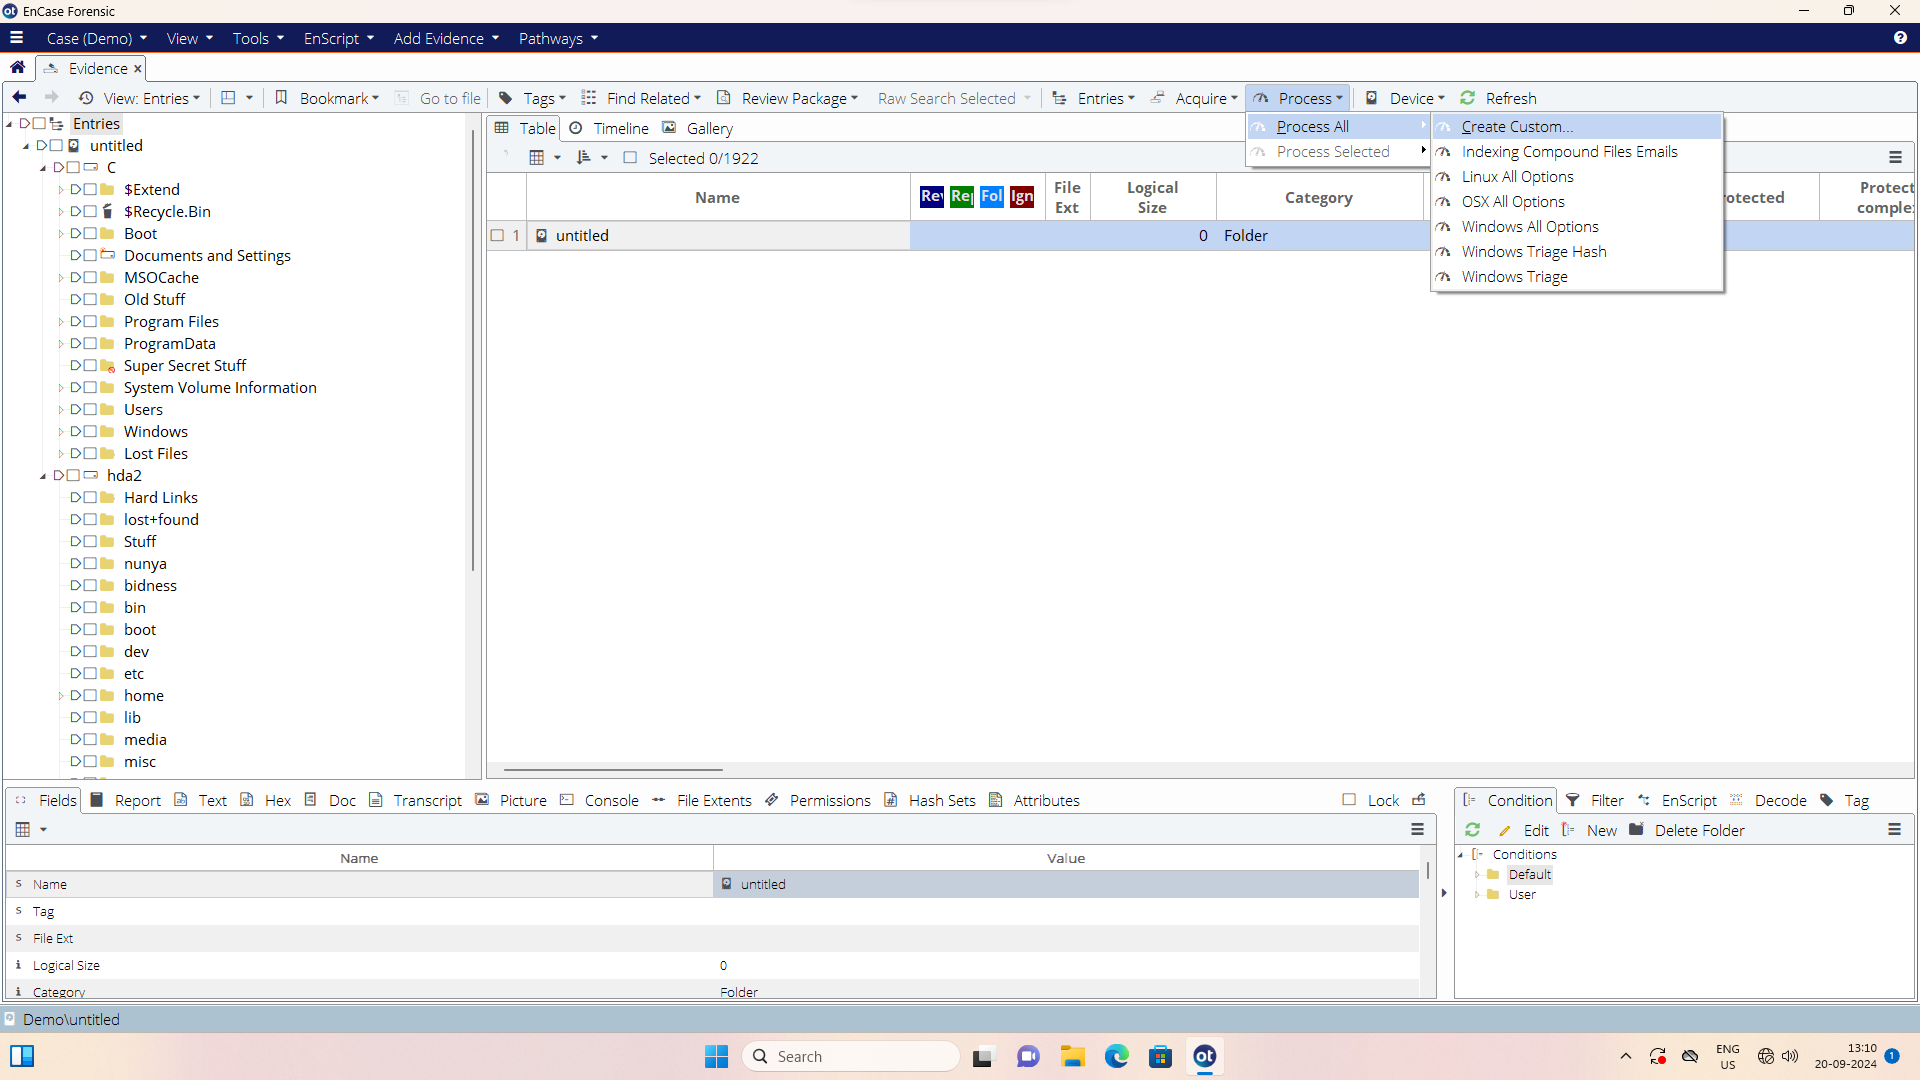 EnCase Forensic
Case (Demo) View Tools EnScript Add Evidence Pathways
Evidence
View: Entries Bookmark Go to file Tags Find Related Review Package Raw Search Selected Entries Acquire Process Device Refresh
Entries
untitled
C
$Extend
$Recycle.Bin
Boot
Documents and Settings
MSOCache
Old Stuff
Program Files
ProgramData
Super Secret Stuff
System Volume Information
Users
Windows
Lost Files
hda2
Hard Links
lost+found
Stuff
nunya
bidness
bin
boot
dev
etc
home
lib
media
misc
Table Timeline Gallery
Selected 0/1922
Name Rev Rep Fol Ign File Ext Logical Size Category otected Protect comple
1 untitled 0 Folder
Process All
Process Selected
Create Custom...
Indexing Compound Files Emails
Linux All Options
OSX All Options
Windows All Options
Windows Triage Hash
Windows Triage
Fields Report Text Hex Doc Transcript Picture Console File Extents Permissions Hash Sets Attributes Lock
Name Value
s Name untitled
s Tag
s File Ext
i Logical Size 0
i Category Folder
Condition Filter EnScript Decode Tag
Edit New Delete Folder
Conditions
Default
User
Demo\untitled
Search
ot
ENG
US
13:10
20-09-2024
1